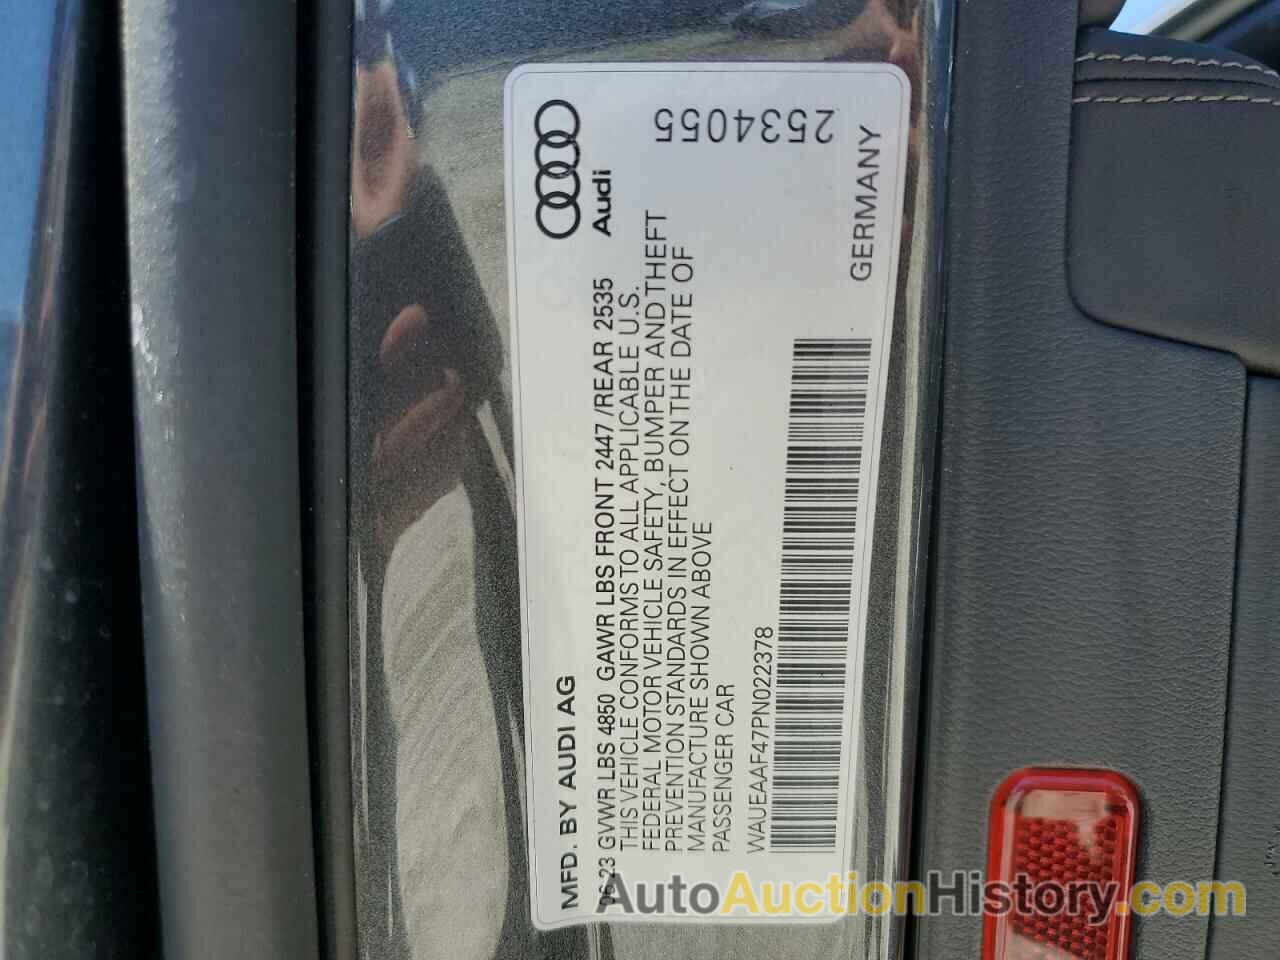 MFD. BY AUDI AG
06-23 GVWR LBS 4850 GAWR LBS FRONT 2447 /REAR 2535
Audi
THIS VEHICLE CONFORMS TO ALL APPLICABLE U.S.
FEDERAL MOTOR VEHICLE SAFETY, BUMPER AND THEFT
PREVENTION STANDARDS IN EFFECT ON THE DATE OF
MANUFACTURE SHOWN ABOVE
PASSENGER CAR
2534055
WAUEAAF47PN022378
GERMANY
AutoAuctionHistory.com